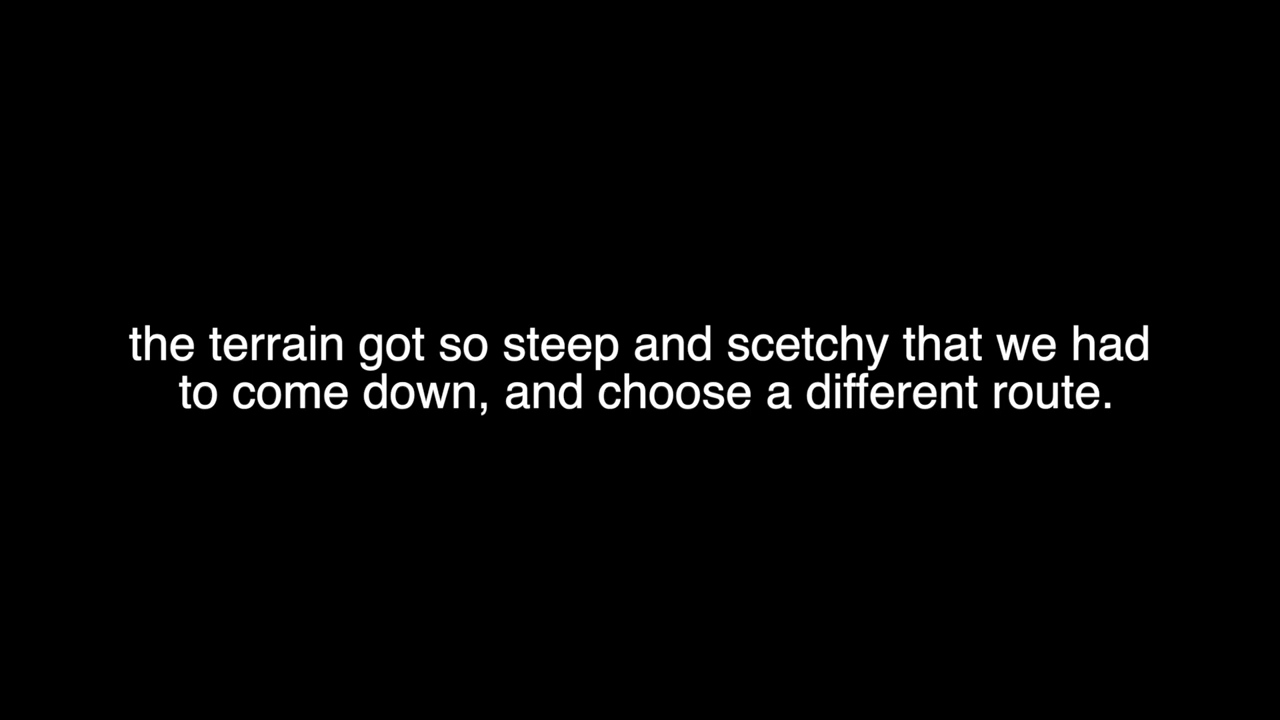 the terrain got so steep and scetchy that we had
to come down, and choose a different route.